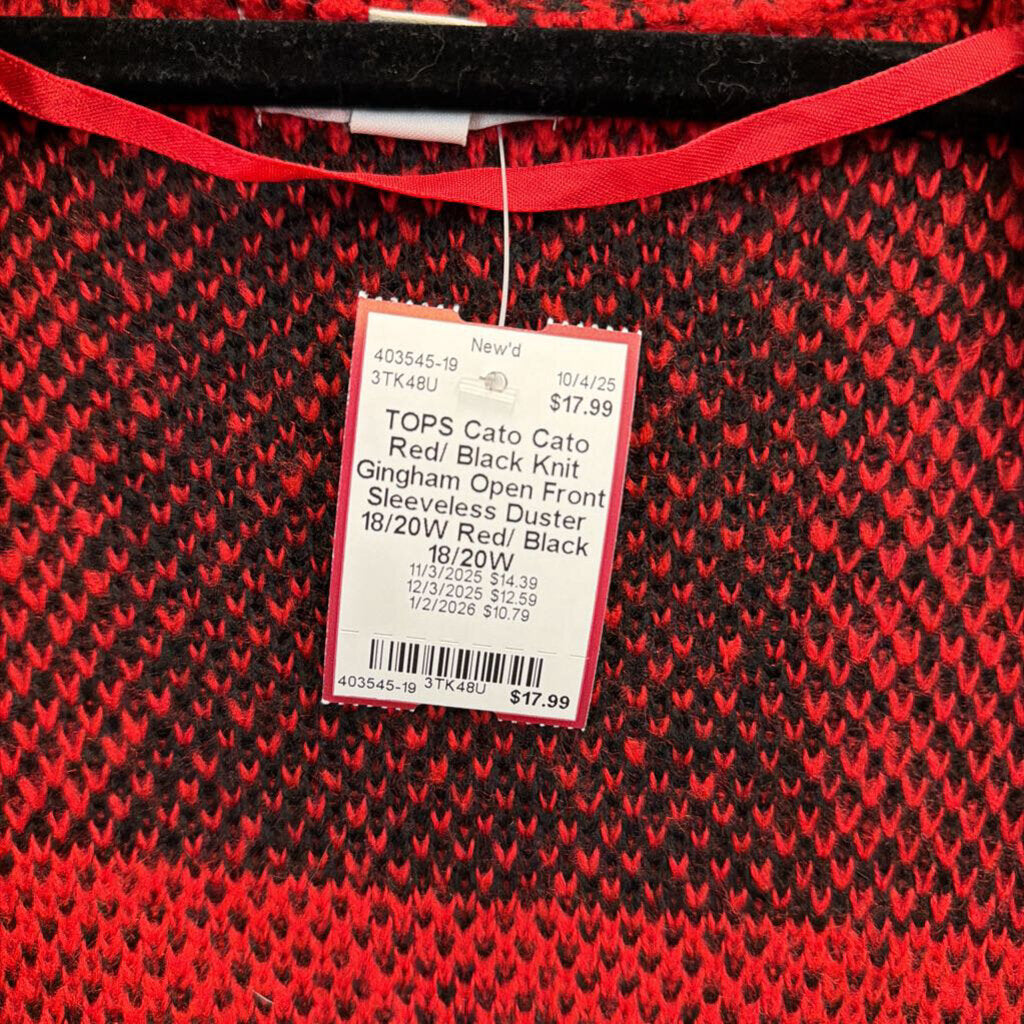 New'd
403545-19 10/4/25
3TK48U $17.99
TOPS Cato Cato
Red/ Black Knit
Gingham Open Front
Sleeveless Duster
18/20W Red/ Black
18/20W
11/3/2025 $14.39
12/3/2025 $12.59
1/2/2026 $10.79
403545-19 3TK48U $17.99